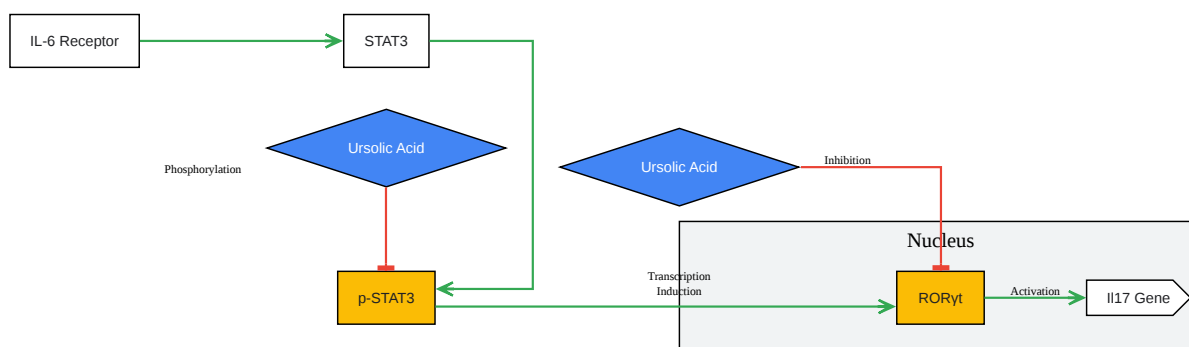 IL-6 Receptor
STAT3
Ursolic Acid
Phosphorylation
Ursolic Acid
Inhibition
Nucleus
p-STAT3
Transcription
Induction
RORγt
Activation
Il17 Gene